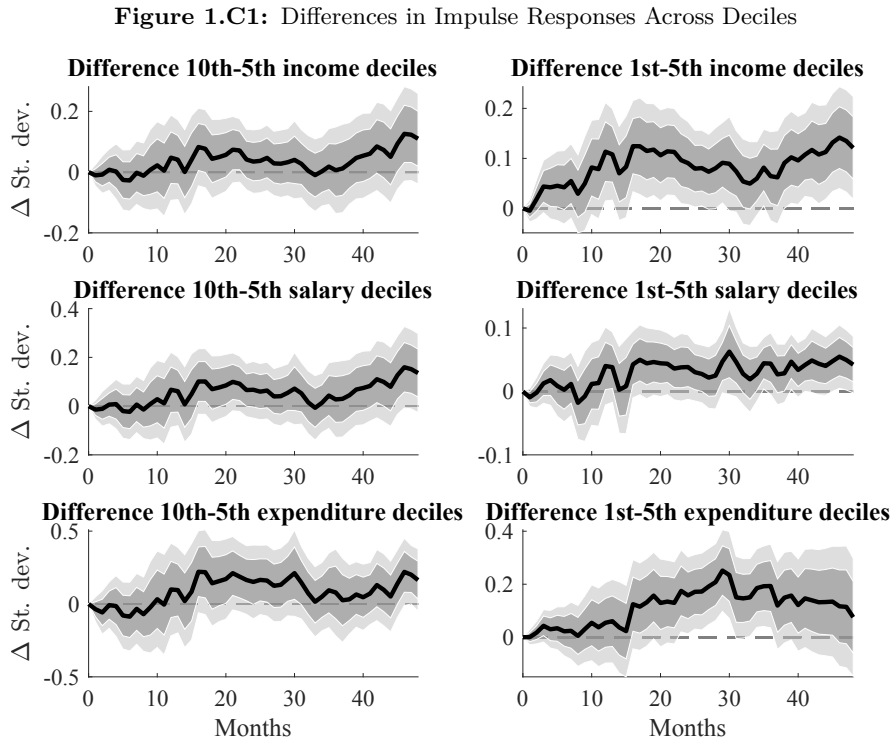 Figure 1.C1: Differences in Impulse Responses Across Deciles
Difference 10th-5th income deciles
Δ St. dev.
0.2
0
-0.2
0 10 20 30 40
Difference 1st-5th income deciles
0.2
0.1
0
0 10 20 30 40
Difference 10th-5th salary deciles
Δ St. dev.
0.4
0.2
0
0.2
0 10 20 30 40
Difference 1st-5th salary deciles
0.1
0
-0.1
0 10 20 30 40
Difference 10th-5th expenditure deciles
Δ St. dev.
0.5
0
-0.5
0 10 20 30 40
Months
Difference 1st-5th expenditure deciles
0.4
0.2
0
0 10 20 30 40
Months